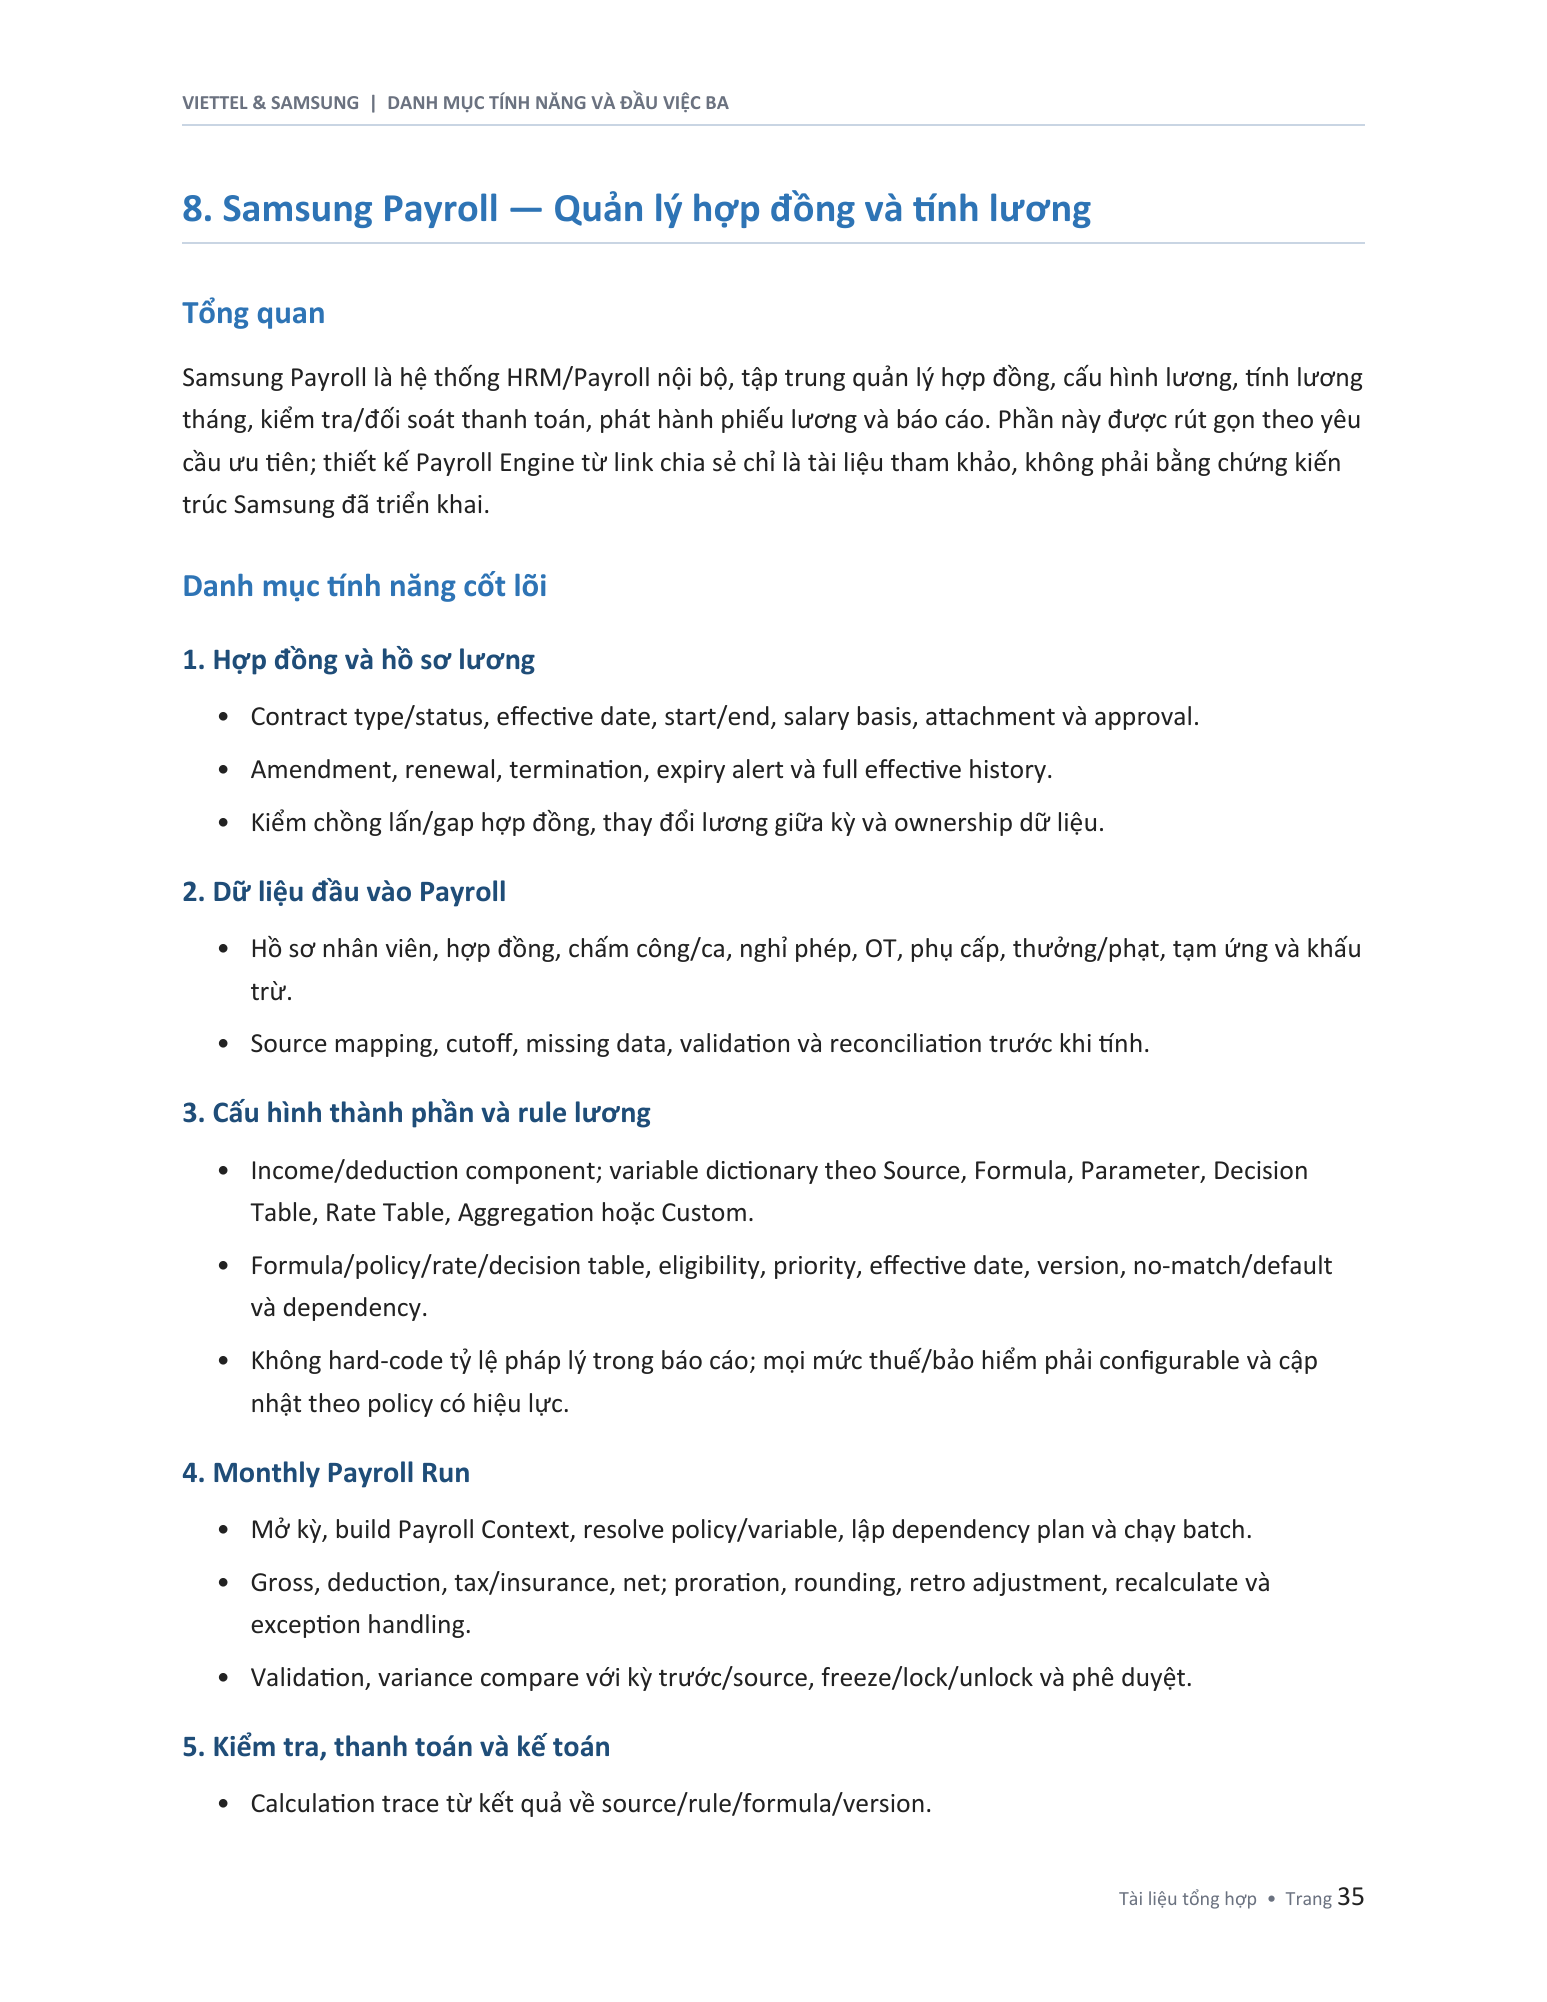 VIETTEL & SAMSUNG | DANH MỤC TÍNH NĂNG VÀ ĐẦU VIỆC BA
8. Samsung Payroll — Quản lý hợp đồng và tính lương
Tổng quan
Samsung Payroll là hệ thống HRM/Payroll nội bộ, tập trung quản lý hợp đồng, cấu hình lương, tính lương
tháng, kiểm tra/đối soát thanh toán, phát hành phiếu lương và báo cáo. Phần này được rút gọn theo yêu
cầu ưu tiên; thiết kế Payroll Engine từ link chia sẻ chỉ là tài liệu tham khảo, không phải bằng chứng kiến
trúc Samsung đã triển khai.
Danh mục tính năng cốt lõi
1. Hợp đồng và hồ sơ lương
• Contract type/status, effective date, start/end, salary basis, attachment và approval.
• Amendment, renewal, termination, expiry alert và full effective history.
• Kiểm chồng lấn/gap hợp đồng, thay đổi lương giữa kỳ và ownership dữ liệu.
2. Dữ liệu đầu vào Payroll
• Hồ sơ nhân viên, hợp đồng, chấm công/ca, nghỉ phép, OT, phụ cấp, thưởng/phạt, tạm ứng và khấu
trừ.
• Source mapping, cutoff, missing data, validation và reconciliation trước khi tính.
3. Cấu hình thành phần và rule lương
• Income/deduction component; variable dictionary theo Source, Formula, Parameter, Decision
Table, Rate Table, Aggregation hoặc Custom.
• Formula/policy/rate/decision table, eligibility, priority, effective date, version, no-match/default
và dependency.
• Không hard-code tỷ lệ pháp lý trong báo cáo; mọi mức thuế/bảo hiểm phải configurable và cập
nhật theo policy có hiệu lực.
4. Monthly Payroll Run
• Mở kỳ, build Payroll Context, resolve policy/variable, lập dependency plan và chạy batch.
• Gross, deduction, tax/insurance, net; proration, rounding, retro adjustment, recalculate và
exception handling.
• Validation, variance compare với kỳ trước/source, freeze/lock/unlock và phê duyệt.
5. Kiểm tra, thanh toán và kế toán
• Calculation trace từ kết quả về source/rule/formula/version.
Tài liệu tổng hợp • Trang 35